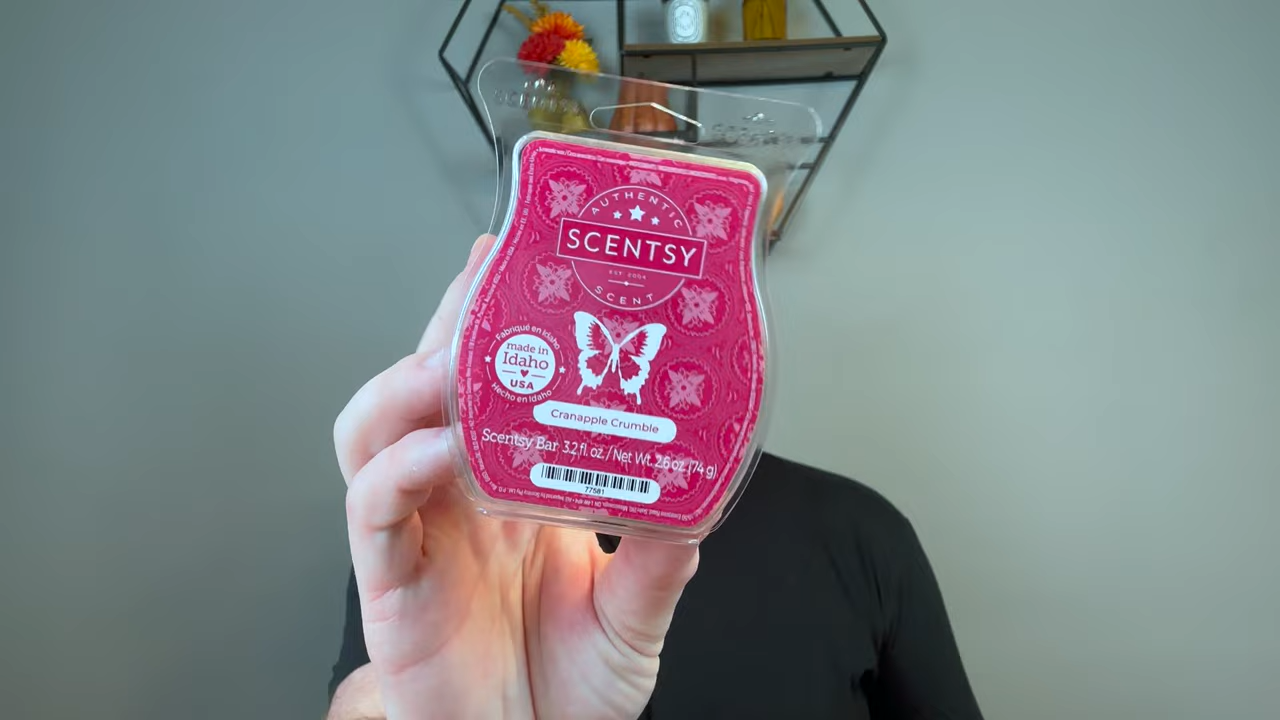 AUTHENTIC
SCENTSY
EST. 2004
SCENT
Fabriqué en Idaho
made in
Idaho
USA
Hecho en Idaho
Cranapple Crumble
Scentsy Bar 3.2 fl. oz / Net Wt. 2.6 oz (74 g)
77581